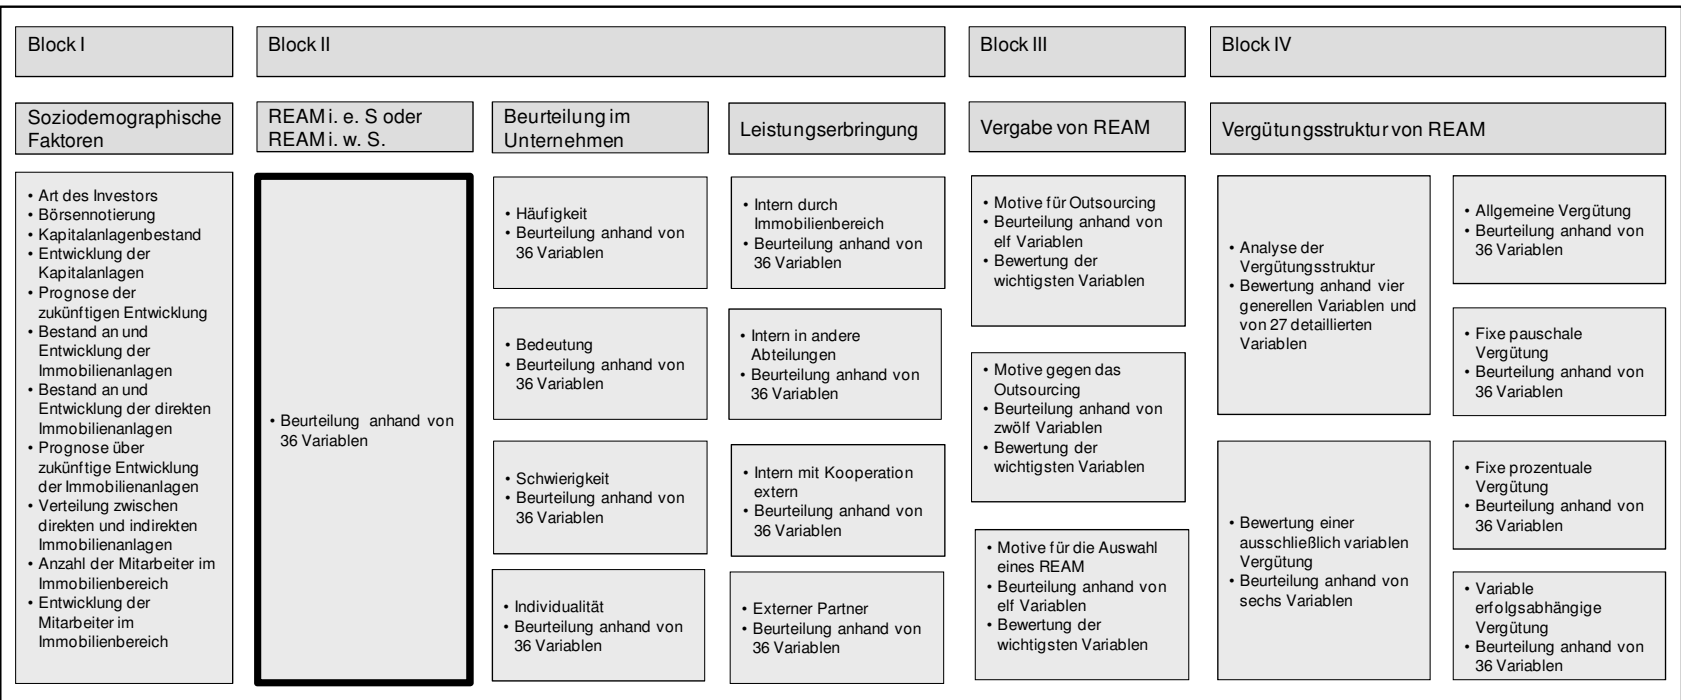 Block I
Block II
Block III
Block IV
Soziodemographische
Faktoren
REAM i. e. S oder
REAM i. w. S.
Beurteilung im
Unternehmen
Leistungserbringung
Vergabe von REAM
Vergütungsstruktur von REAM
• Art des Investors
• Börsennotierung
• Kapitalanlagenbestand
• Entwicklung der
Kapitalanlagen
• Prognose der
zukünftigen Entwicklung
• Bestand an und
Entwicklung der
Immobilienanlagen
• Bestand an und
Entwicklung der direkten
Immobilienanlagen
• Prognose über
zukünftige Entwicklung
der Immobilienanlagen
• Verteilung zwischen
direkten und indirekten
Immobilienanlagen
• Anzahl der Mitarbeiter im
Immobilienbereich
• Entwicklung der
Mitarbeiter im
Immobilienbereich
• Beurteilung anhand von
36 Variablen
• Häufigkeit
• Beurteilung anhand von
36 Variablen
• Bedeutung
• Beurteilung anhand von
36 Variablen
• Schwierigkeit
• Beurteilung anhand von
36 Variablen
• Individualität
• Beurteilung anhand von
36 Variablen
• Intern durch
Immobilienbereich
• Beurteilung anhand von
36 Variablen
• Intern in andere
Abteilungen
• Beurteilung anhand von
36 Variablen
• Intern mit Kooperation
extern
• Beurteilung anhand von
36 Variablen
• Externer Partner
• Beurteilung anhand von
36 Variablen
• Motive für Outsourcing
• Beurteilung anhand von
elf Variablen
• Bewertung der
wichtigsten Variablen
• Motive gegen das
Outsourcing
• Beurteilung anhand von
zwölf Variablen
• Bewertung der
wichtigsten Variablen
• Motive für die Auswahl
eines REAM
• Beurteilung anhand von
elf Variablen
• Bewertung der
wichtigsten Variablen
• Analyse der
Vergütungsstruktur
• Bewertung anhand vier
generellen Variablen und
von 27 detaillierten
Variablen
• Bewertung einer
ausschließlich variablen
Vergütung
• Beurteilung anhand von
sechs Variablen
• Allgemeine Vergütung
• Beurteilung anhand von
36 Variablen
• Fixe pauschale
Vergütung
• Beurteilung anhand von
36 Variablen
• Fixe prozentuale
Vergütung
• Beurteilung anhand von
36 Variablen
• Variable
erfolgsabhängige
Vergütung
• Beurteilung anhand von
36 Variablen